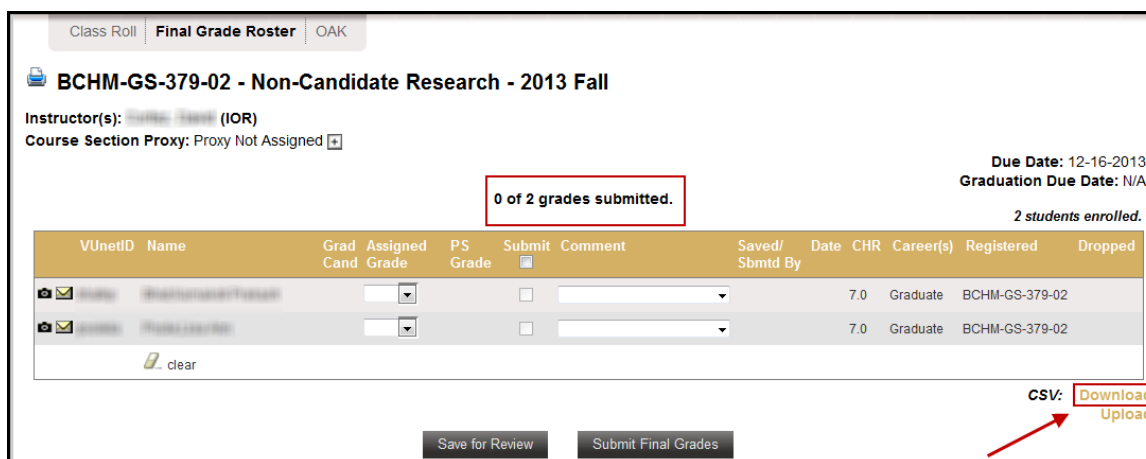 Class Roll Final Grade Roster OAK
BCHM-GS-379-02 - Non-Candidate Research - 2013 Fall
Instructor(s): (IOR)
Course Section Proxy: Proxy Not Assigned +
Due Date: 12-16-2013
Graduation Due Date: N/A
0 of 2 grades submitted.
2 students enrolled.
VUnetID Name Grad Cand Assigned Grade PS Grade Submit Comment Saved/ Sbmtd By Date CHR Career(s) Registered Dropped
7.0 Graduate BCHM-GS-379-02
7.0 Graduate BCHM-GS-379-02
clear
CSV: Download
Upload
Save for Review Submit Final Grades